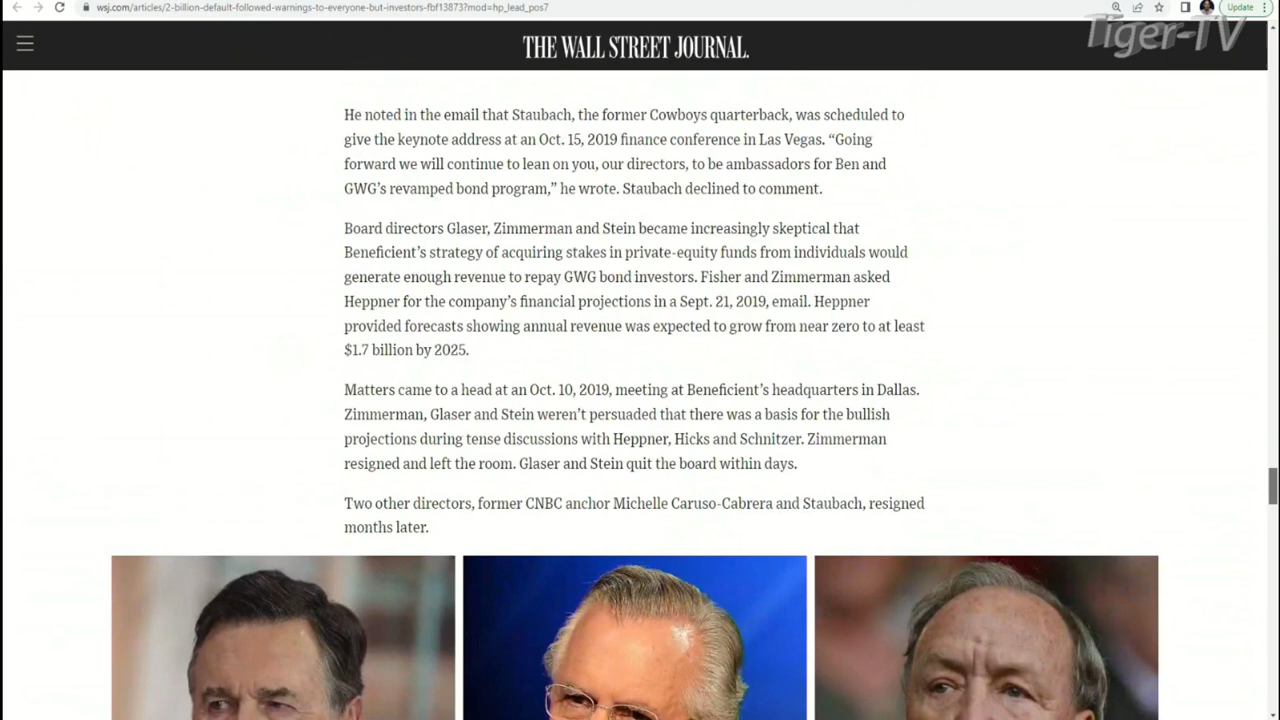 wsj.com/articles/2-billion-default-followed-warnings-to-everyone-but-investors-fbf13873?mod=hp_lead_pos7
Update
Tiger-TV
THE WALL STREET JOURNAL.
He noted in the email that Staubach, the former Cowboys quarterback, was scheduled to
give the keynote address at an Oct. 15, 2019 finance conference in Las Vegas. “Going
forward we will continue to lean on you, our directors, to be ambassadors for Ben and
GWG’s revamped bond program,” he wrote. Staubach declined to comment.
Board directors Glaser, Zimmerman and Stein became increasingly skeptical that
Beneficient’s strategy of acquiring stakes in private-equity funds from individuals would
generate enough revenue to repay GWG bond investors. Fisher and Zimmerman asked
Heppner for the company’s financial projections in a Sept. 21, 2019, email. Heppner
provided forecasts showing annual revenue was expected to grow from near zero to at least
$1.7 billion by 2025.
Matters came to a head at an Oct. 10, 2019, meeting at Beneficient’s headquarters in Dallas.
Zimmerman, Glaser and Stein weren’t persuaded that there was a basis for the bullish
projections during tense discussions with Heppner, Hicks and Schnitzer. Zimmerman
resigned and left the room. Glaser and Stein quit the board within days.
Two other directors, former CNBC anchor Michelle Caruso-Cabrera and Staubach, resigned
months later.